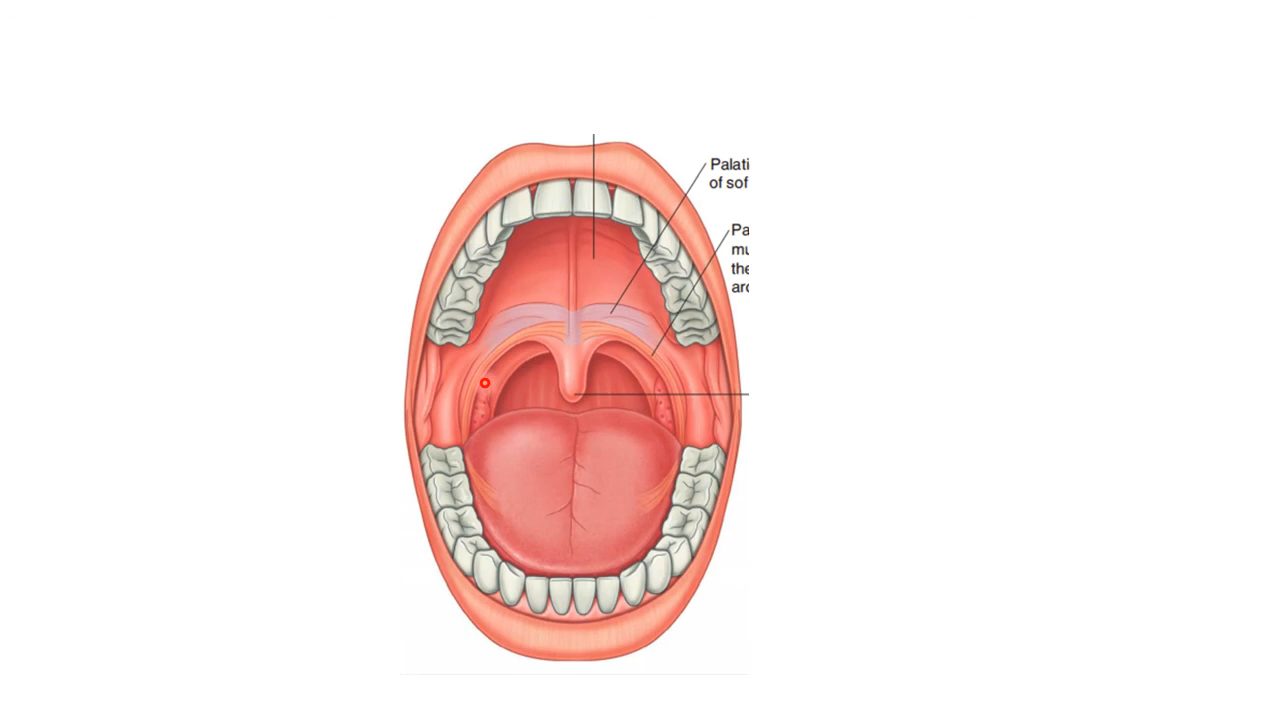 Palati
of sof
Pa
mu
the
arc